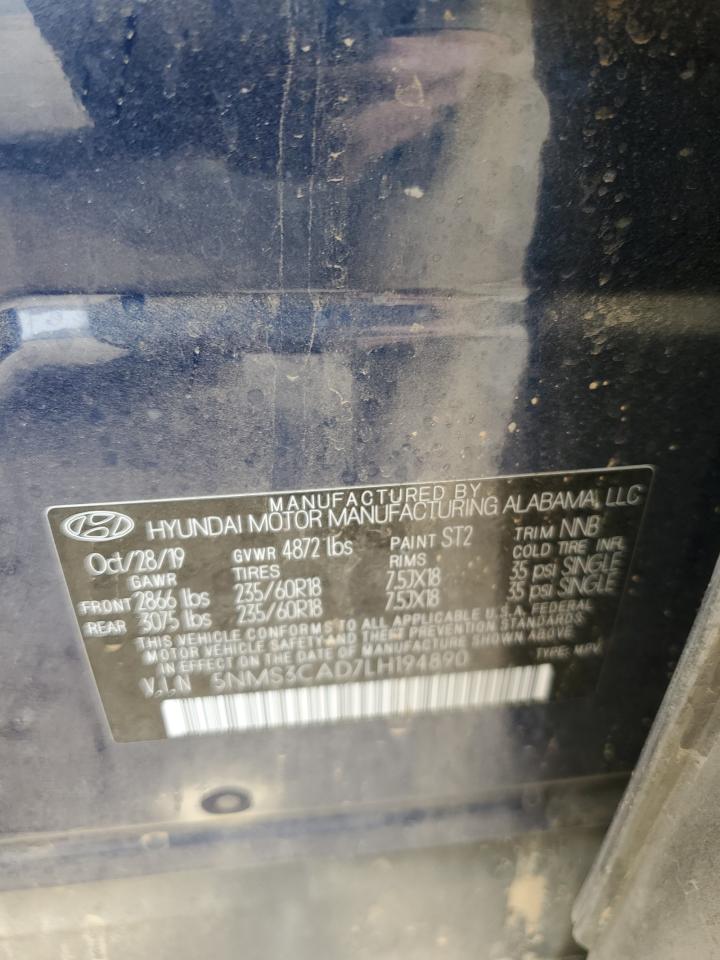 MANUFACTURED BY
HYUNDAI MOTOR MANUFACTURING ALABAMA, LLC
Oct/28/19 GVWR 4872 lbs PAINT ST2 TRIM NNB
GAWR TIRES RIMS COLD TIRE INFL
FRONT 2866 lbs 235/60R18 7.5JX18 35 psi SINGLE
REAR 3075 lbs 235/60R18 7.5JX18 35 psi SINGLE
THIS VEHICLE CONFORMS TO ALL APPLICABLE U.S.A. FEDERAL
MOTOR VEHICLE SAFETY AND THEFT PREVENTION STANDARDS
IN EFFECT ON THE DATE OF MANUFACTURE SHOWN ABOVE
V.I.N 5NMS3CAD7LH194890 TYPE: M.P.V